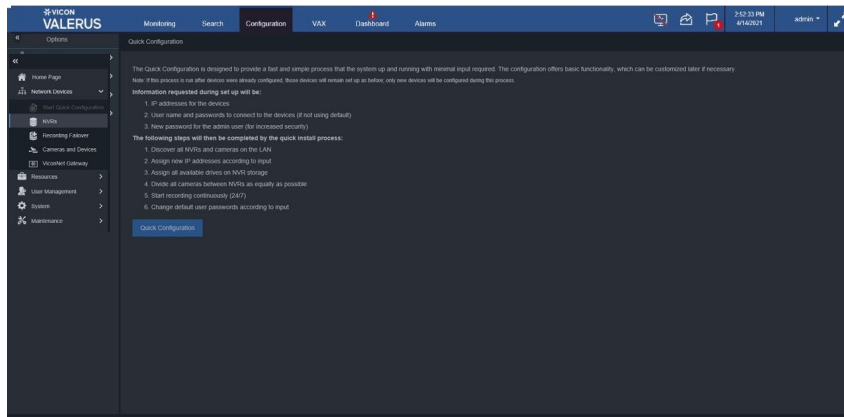 VICON
VALERUS
Monitoring Search Configuration VAX Dashboard Alarms
2:52:33 PM
4/14/2021
admin
1
Options
Quick Configuration
Home Page
Network Devices
Start Quick Configuration
NVRs
Recording Failover
Cameras and Devices
ViconNet Gateway
Resources
User Management
System
Maintenance
The Quick Configuration is designed to provide a fast and simple process that the system up and running with minimal input required. The configuration offers basic functionality, which can be customized later if necessary
Note: If this process is run after devices were already configured, those devices will remain set up as before; only new devices will be configured during this process.
Information requested during set up will be:
1. IP addresses for the devices
2. User name and passwords to connect to the devices (if not using default)
3. New password for the admin user (for increased security)
The following steps will then be completed by the quick install process:
1. Discover all NVRs and cameras on the LAN
2. Assign new IP addresses according to input
3. Assign all available drives on NVR storage
4. Divide all cameras between NVRs as equally as possible
5. Start recording continuously (24/7)
6. Change default user passwords according to input
Quick Configuration